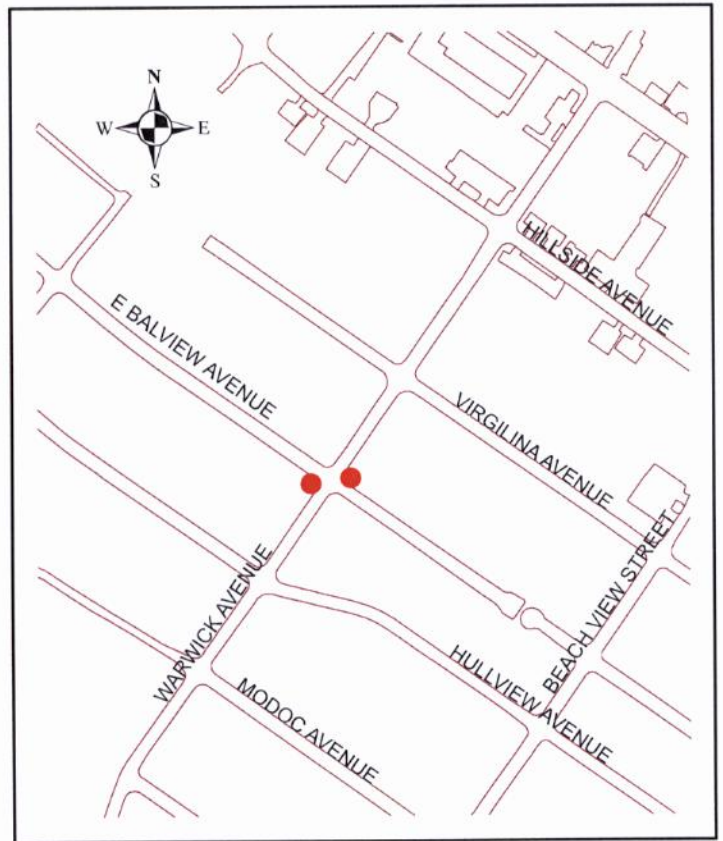 N
W E
S
HILLSIDE AVENUE
E BALVIEW AVENUE
VIRGILINA AVENUE
BEACH VIEW STREET
WARWICK AVENUE
HULLVIEW AVENUE
MODOC AVENUE